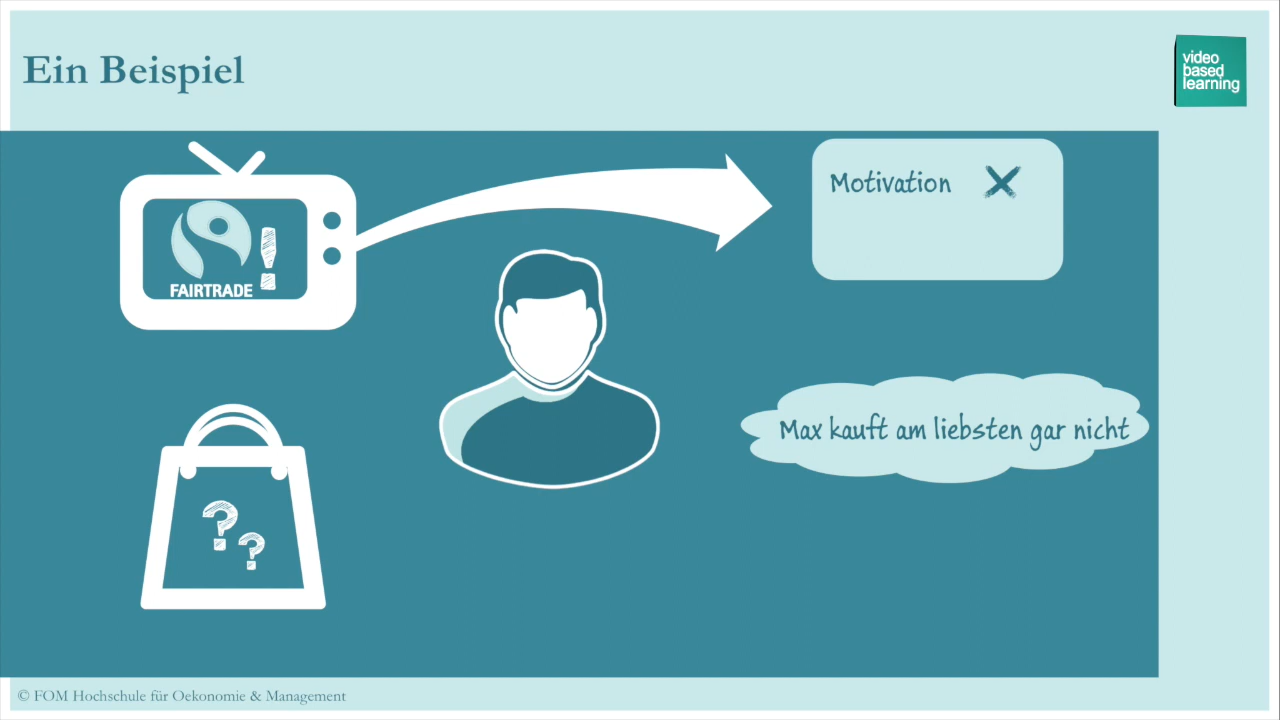 Ein Beispiel
video
based
learning
Motivation
FAIRTRADE !
Max kauft am liebsten gar nicht
? ?
© FOM Hochschule für Oekonomie & Management